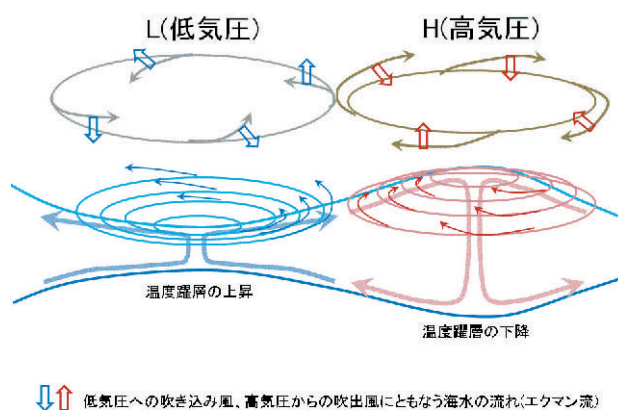 L(低気圧)
H(高気圧)
温度躍層の上昇
温度躍層の下降
低気圧への吹き込み風、高気圧からの吹出風にともなう海水の流れ(エクマン流)